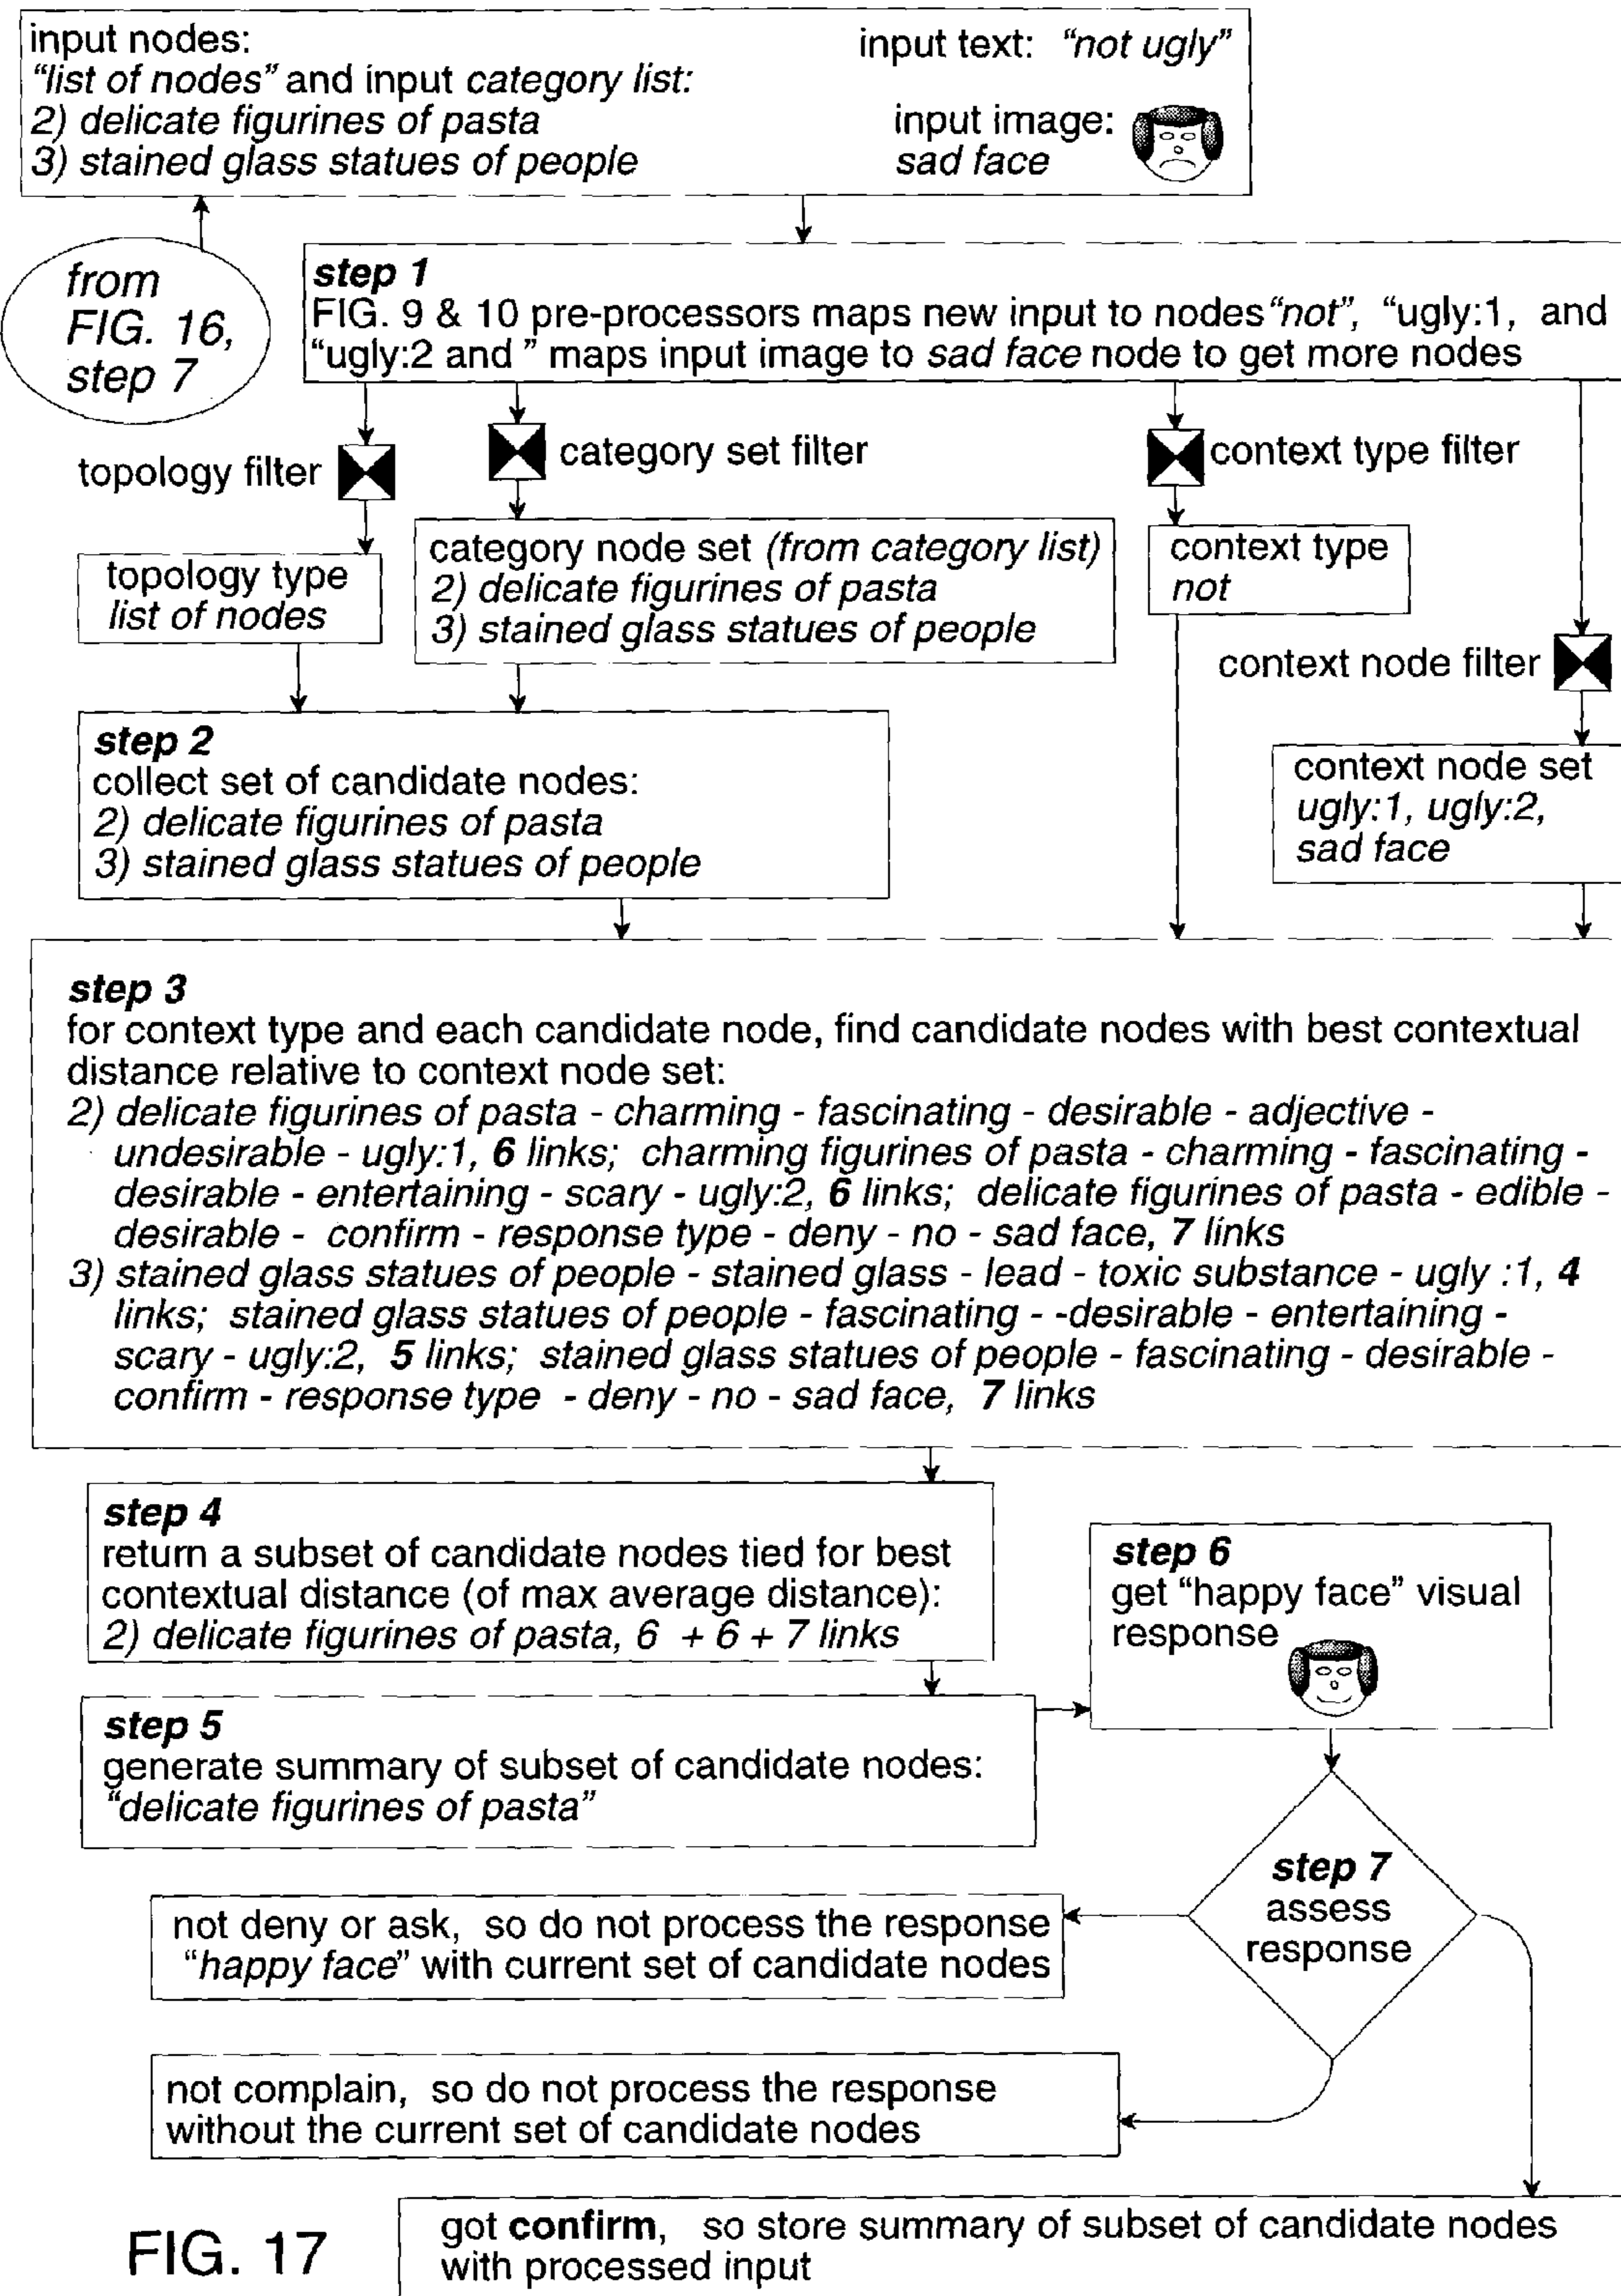 input nodes:
"list of nodes" and input category list:
2) delicate figurines of pasta
3) stained glass statues of people
input text: "not ugly"
input image:
sad face
from
FIG. 16,
step 7
step 1
FIG. 9 & 10 pre-processors maps new input to nodes "not", "ugly:1, and
"ugly:2 and " maps input image to sad face node to get more nodes
topology filter
category set filter
context type filter
topology type
list of nodes
category node set (from category list)
2) delicate figurines of pasta
3) stained glass statues of people
context type
not
context node filter
step 2
collect set of candidate nodes:
2) delicate figurines of pasta
3) stained glass statues of people
context node set
ugly:1, ugly:2,
sad face
step 3
for context type and each candidate node, find candidate nodes with best contextual
distance relative to context node set:
2) delicate figurines of pasta - charming - fascinating - desirable - adjective -
undesirable - ugly:1, 6 links; charming figurines of pasta - charming - fascinating -
desirable - entertaining - scary - ugly:2, 6 links; delicate figurines of pasta - edible -
desirable - confirm - response type - deny - no - sad face, 7 links
3) stained glass statues of people - stained glass - lead - toxic substance - ugly :1, 4
links; stained glass statues of people - fascinating - -desirable - entertaining -
scary - ugly:2, 5 links; stained glass statues of people - fascinating - desirable -
confirm - response type - deny - no - sad face, 7 links
step 4
return a subset of candidate nodes tied for best
contextual distance (of max average distance):
2) delicate figurines of pasta, 6 + 6 + 7 links
step 6
get "happy face" visual
response
step 5
generate summary of subset of candidate nodes:
"delicate figurines of pasta"
step 7
assess
response
not deny or ask, so do not process the response
"happy face" with current set of candidate nodes
not complain, so do not process the response
without the current set of candidate nodes
FIG. 17
got confirm, so store summary of subset of candidate nodes
with processed input